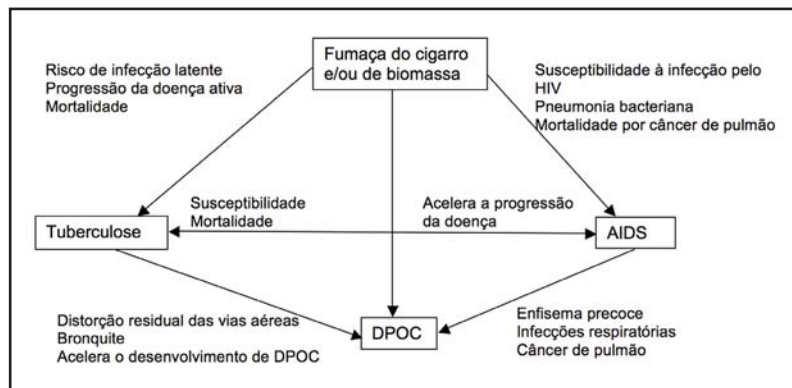 Fumaça do cigarro
e/ou de biomassa
Risco de infecção latente
Progressão da doença ativa
Mortalidade
Susceptibilidade à infecção pelo
HIV
Pneumonia bacteriana
Mortalidade por câncer de pulmão
Susceptibilidade
Mortalidade
Acelera a progressão
da doença
Tuberculose
AIDS
Distorção residual das vias aéreas
Bronquite
Acelera o desenvolvimento de DPOC
DPOC
Enfisema precoce
Infecções respiratórias
Câncer de pulmão